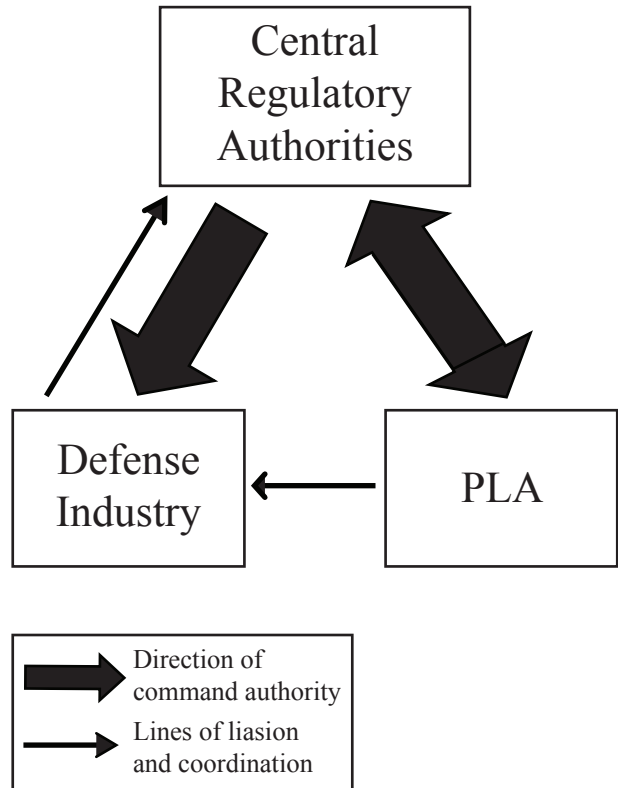 Central
Regulatory
Authorities
Defense
Industry
PLA
Direction of
command authority
Lines of liasion
and coordination